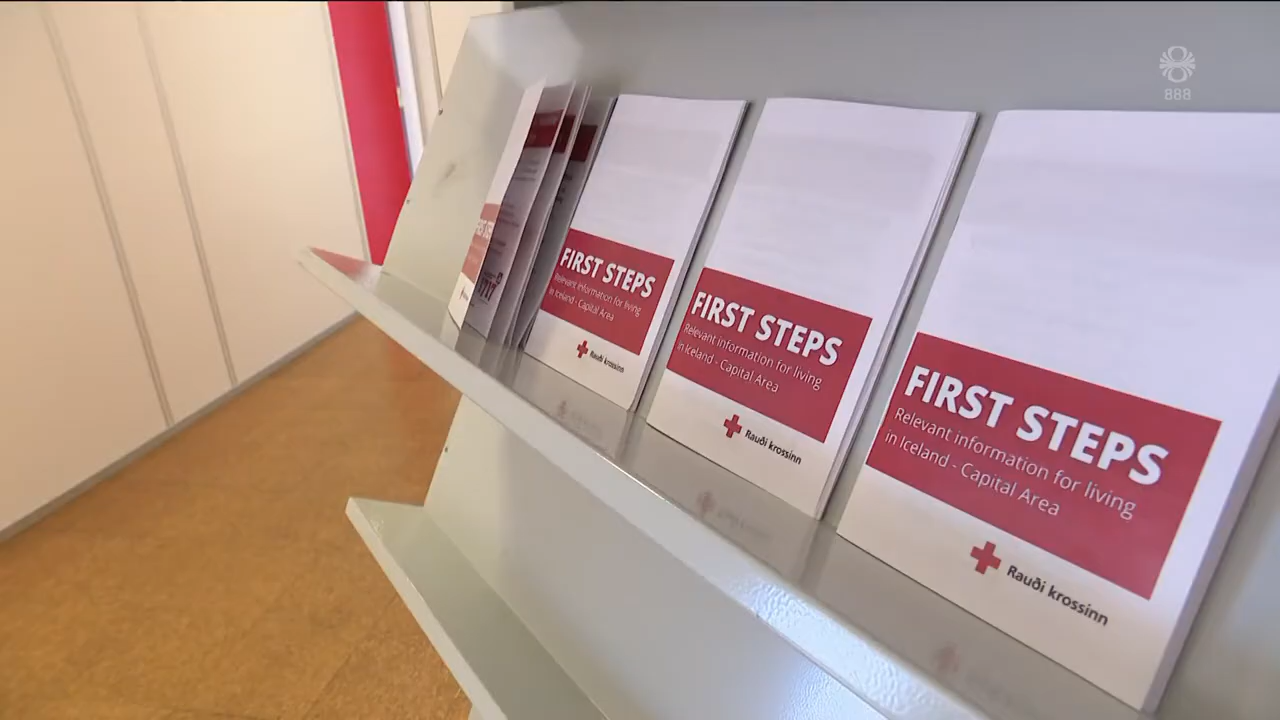 888
FIRST STEPS
Relevant information for living
in Iceland - Capital Area
Rauði krossinn
FIRST STEPS
Relevant information for living
in Iceland - Capital Area
Rauði krossinn
FIRST STEPS
Relevant information for living
in Iceland - Capital Area
Rauði krossinn
1717